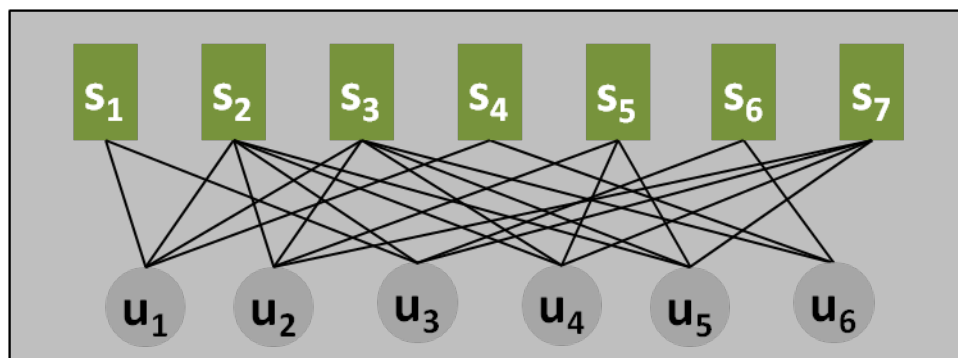 s₁ s₂ s₃ s₄ s₅ s₆ s₇
u₁ u₂ u₃ u₄ u₅ u₆